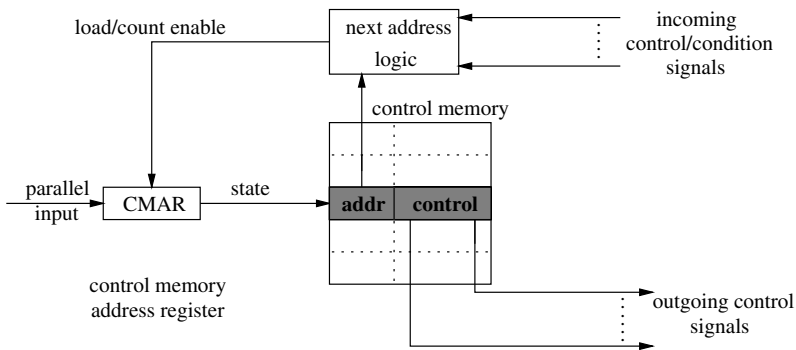 load/count enable
next address
logic
incoming
control/condition
signals
control memory
parallel
input
CMAR
state
addr
control
control memory
address register
outgoing control
signals